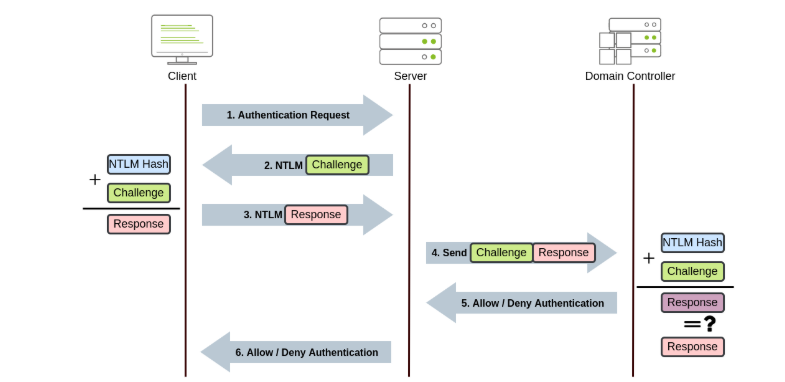 Client
Server
Domain Controller
1. Authentication Request
2. NTLM Challenge
NTLM Hash
+
Challenge
Response
3. NTLM Response
4. Send Challenge Response
NTLM Hash
+
Challenge
Response
=?
Response
5. Allow / Deny Authentication
6. Allow / Deny Authentication